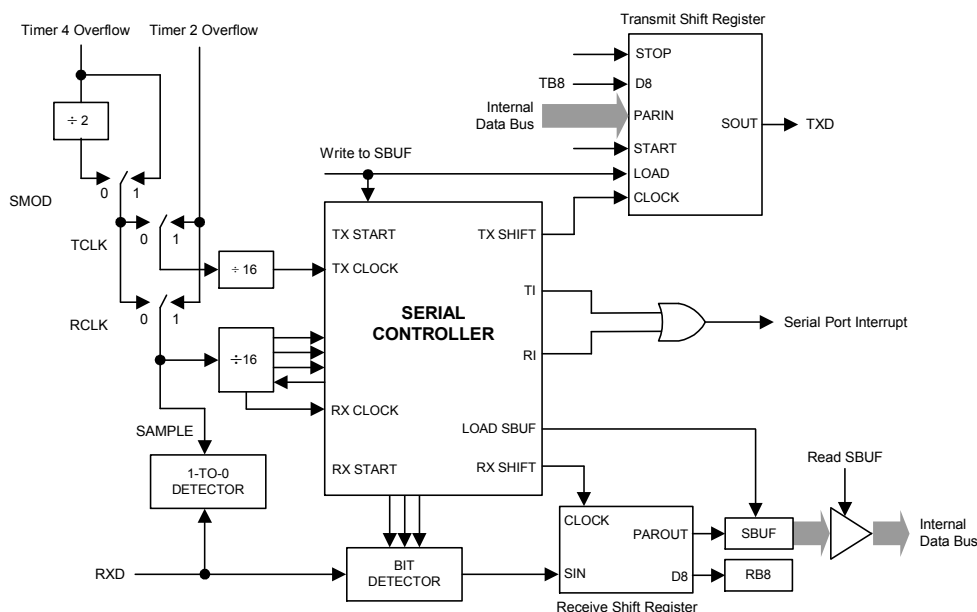 Transmit Shift Register
Timer 4 Overflow
Timer 2 Overflow
STOP
TB8
D8
÷ 2
Internal
Data Bus
PARIN
SOUT
TXD
START
Write to SBUF
LOAD
SMOD
0
1
CLOCK
TX START
TX SHIFT
TCLK
0
1
÷ 16
TX CLOCK
TI
SERIAL
CONTROLLER
Serial Port Interrupt
RCLK
0
1
÷16
RI
RX CLOCK
SAMPLE
LOAD SBUF
1-TO-0
DETECTOR
RX START
RX SHIFT
Read SBUF
CLOCK
PAROUT
SBUF
Internal
Data Bus
RXD
BIT
DETECTOR
SIN
D8
RB8
Receive Shift Register